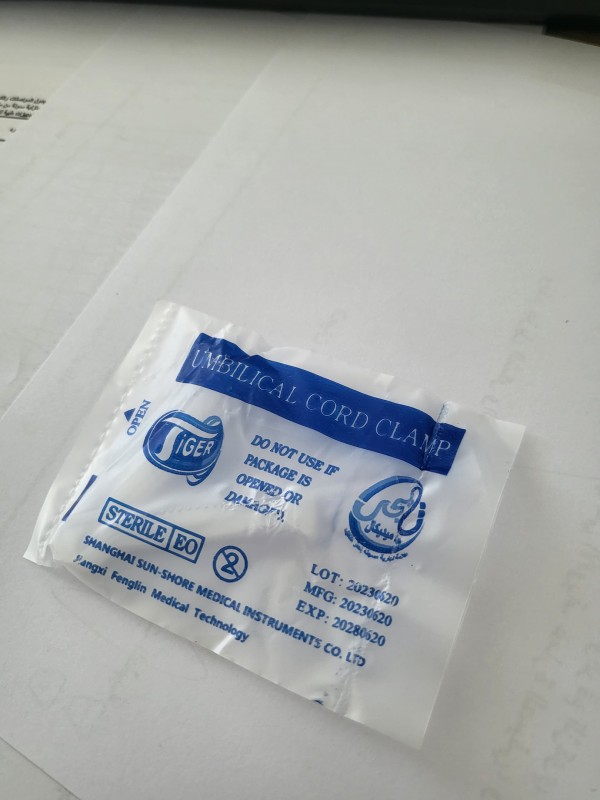 UMBILICAL CORD CLAMP
OPEN
TIGER
DO NOT USE IF
PACKAGE IS
OPENED OR
DAMAGED.
STERILE EO
2
SHANGHAI SUN-SHORE MEDICAL INSTRUMENTS CO. LTD
Jiangxi Fenglin Medical Technology
LOT: 20230620
MFG: 20230620
EXP: 20280620